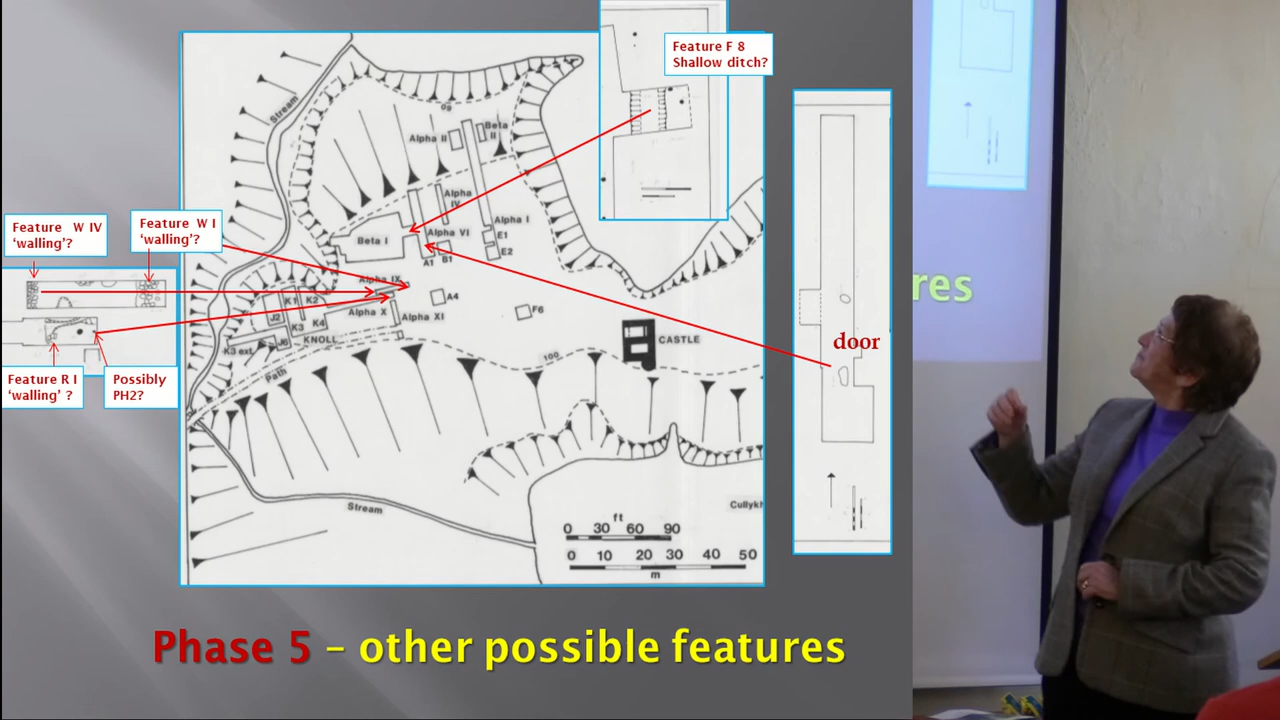 Feature F 8
Shallow ditch?
Stream
60
Alpha II
Beta
II
Alpha
IV
Alpha I
Feature W IV
'walling'?
Feature W I
'walling'?
Beta I
Alpha VI
E1
E2
A1
B1
Alpha IX
K1
K2
J2
K3
K4
Alpha X
Alpha XI
A4
F6
KNOLL
J6
K3 ext.
CASTLE
100
Path
door
res
Feature R I
'walling' ?
Possibly
PH2?
Stream
Cullykh
ft
0 30 60 90
0 10 20 30 40 50
m
Phase 5 – other possible features